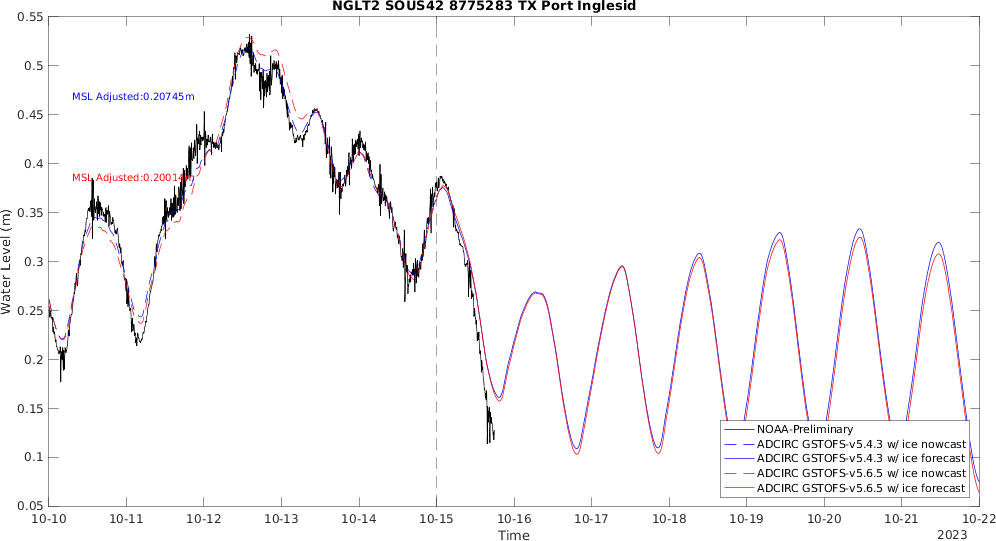 NGLT2 SOUS42 8775283 TX Port Inglesid
0.55
0.5
0.45
0.4
0.35
0.3
0.25
0.2
0.15
0.1
0.05
Water Level (m)
MSL Adjusted:0.20745m
MSL Adjusted:0.20014m
NOAA-Preliminary
ADCIRC GSTOFS-v5.4.3 w/ ice nowcast
ADCIRC GSTOFS-v5.4.3 w/ ice forecast
ADCIRC GSTOFS-v5.6.5 w/ ice nowcast
ADCIRC GSTOFS-v5.6.5 w/ ice forecast
10-10 10-11 10-12 10-13 10-14 10-15 10-16 10-17 10-18 10-19 10-20 10-21 10-22
Time
2023